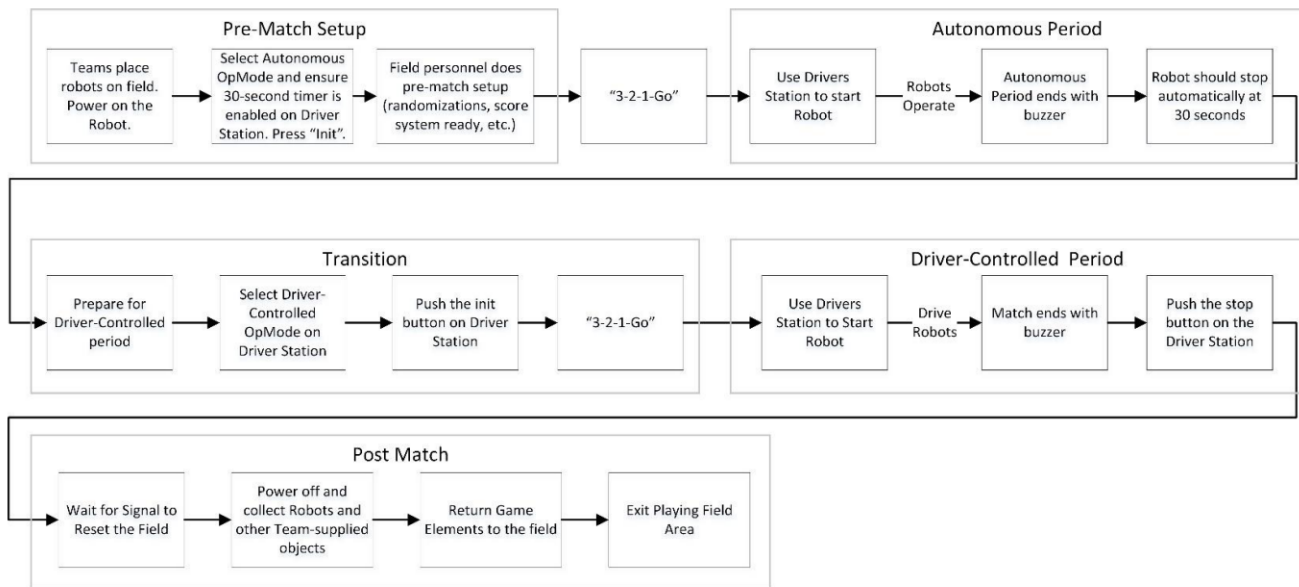 Pre-Match Setup
Autonomous Period
Teams place
robots on field.
Power on the
Robot.
Select Autonomous
OpMode and ensure
30-second timer is
enabled on Driver
Station. Press “Init”.
Field personnel does
pre-match setup
(randomizations, score
system ready, etc.)
“3-2-1-Go”
Use Drivers
Station to start
Robot
Robots
Operate
Autonomous
Period ends with
buzzer
Robot should stop
automatically at
30 seconds
Transition
Driver-Controlled Period
Prepare for
Driver-Controlled
period
Select Driver-
Controlled
OpMode on
Driver Station
Push the init
button on Driver
Station
“3-2-1-Go”
Use Drivers
Station to Start
Robot
Drive
Robots
Match ends with
buzzer
Push the stop
button on the
Driver Station
Post Match
Wait for Signal to
Reset the Field
Power off and
collect Robots and
other Team-supplied
objects
Return Game
Elements to the field
Exit Playing Field
Area